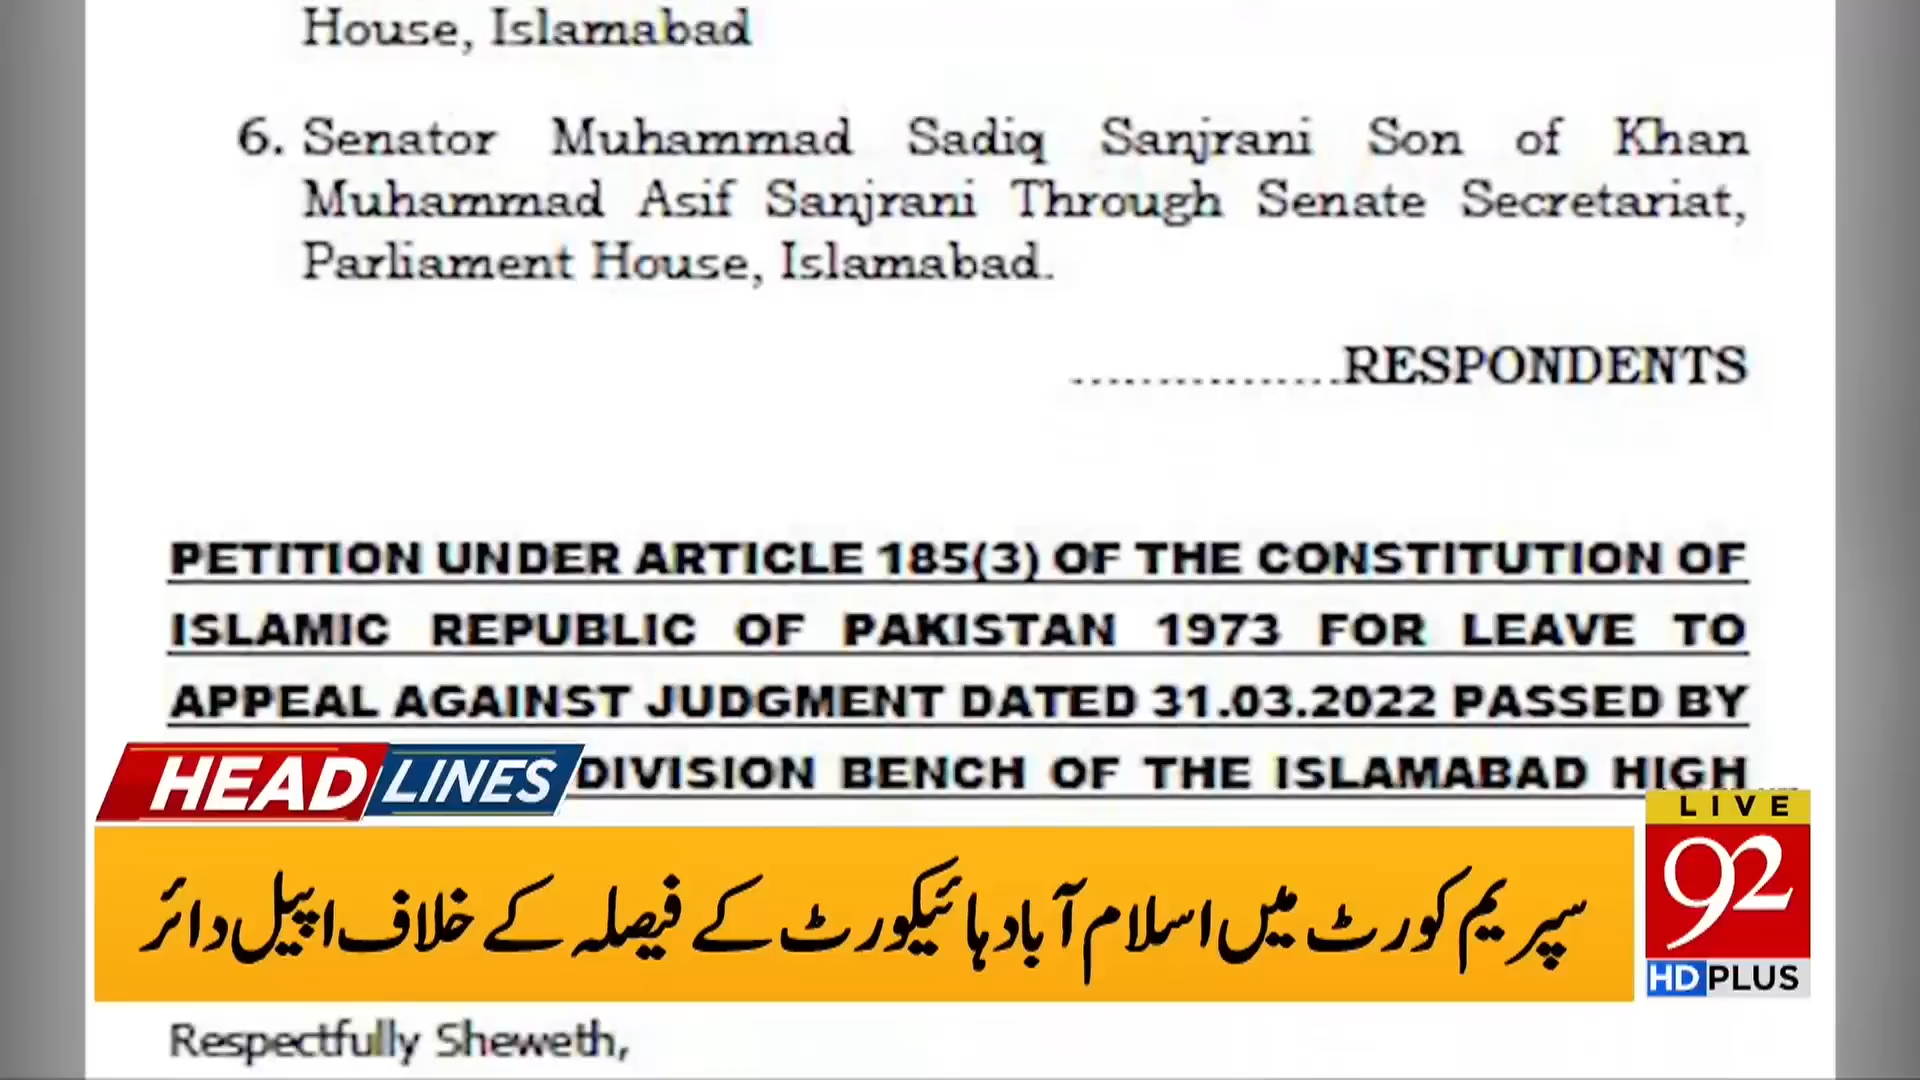 House, Islamabad
6. Senator Muhammad Sadiq Sanjrani Son of Khan
Muhammad Asif Sanjrani Through Senate Secretariat,
Parliament House, Islamabad.
................RESPONDENTS
PETITION UNDER ARTICLE 185(3) OF THE CONSTITUTION OF
ISLAMIC REPUBLIC OF PAKISTAN 1973 FOR LEAVE TO
APPEAL AGAINST JUDGMENT DATED 31.03.2022 PASSED BY
DIVISION BENCH OF THE ISLAMABAD HIGH
HEADLINES
LIVE
92
HD PLUS
سپریم کورٹ میں اسلام آباد ہائیکورٹ کے فیصلہ کے خلاف اپیل دائر
Respectfully Sheweth,